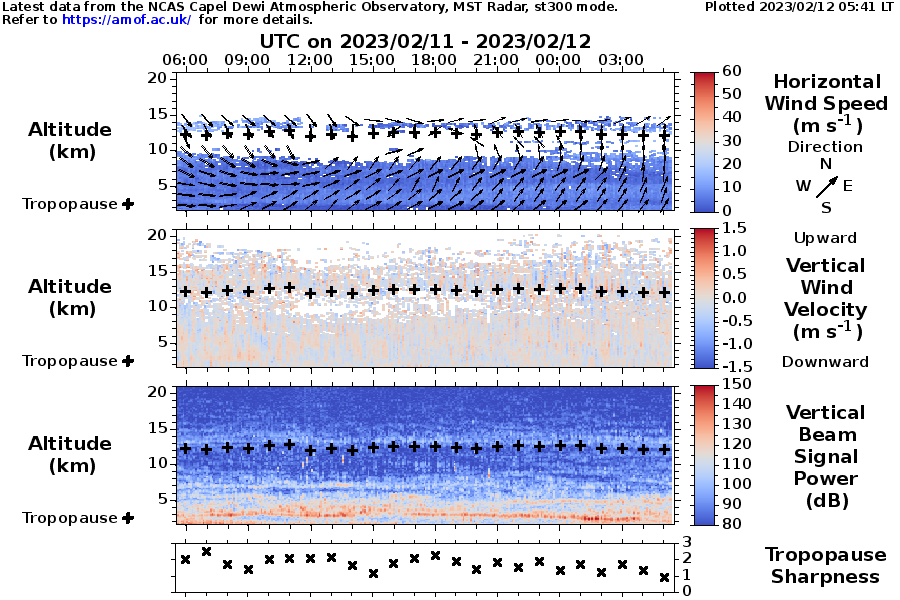 Latest data from the NCAS Capel Dewi Atmospheric Observatory, MST Radar, st300 mode.
Plotted 2023/02/12 05:41 LT
Refer to https://amof.ac.uk/ for more details.
UTC on 2023/02/11 - 2023/02/12
06:00 09:00 12:00 15:00 18:00 21:00 00:00 03:00
Altitude
(km)
20
15
10
5
Tropopause
60
50
40
30
20
10
0
Horizontal
Wind Speed
(m s-1)
Direction
N
W E
S
Altitude
(km)
20
15
10
5
Tropopause
1.5
1.0
0.5
0.0
-0.5
-1.0
-1.5
Upward
Vertical
Wind
Velocity
(m s-1)
Downward
Altitude
(km)
20
15
10
5
Tropopause
150
140
130
120
110
100
90
80
Vertical
Beam
Signal
Power
(dB)
3
2
1
0
Tropopause
Sharpness